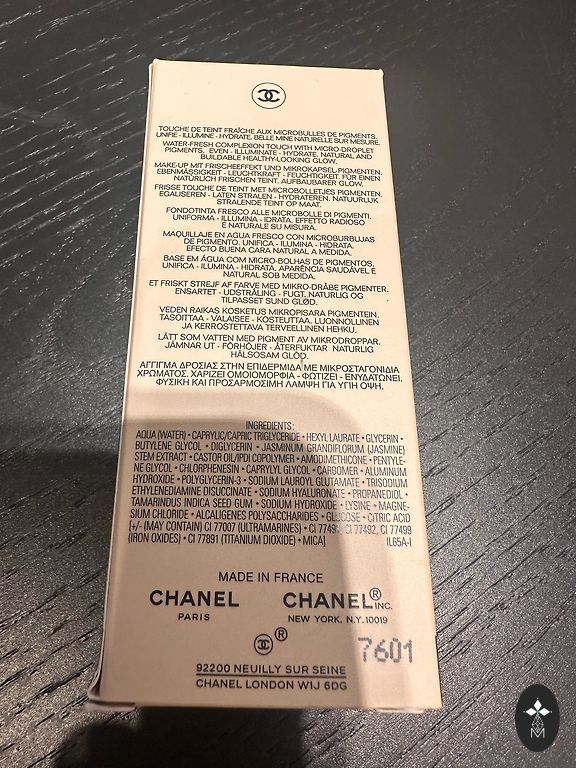 TOUCHE DE TEINT FRAÎCHE AUX MICROBULLES DE PIGMENTS.
UNIFIE - ILLUMINE - HYDRATE. BELLE MINE NATURELLE SUR MESURE.
WATER-FRESH COMPLEXION TOUCH WITH MICRO-DROPLET
PIGMENTS. EVEN - ILLUMINATE - HYDRATE. NATURAL AND
BUILDABLE HEALTHY-LOOKING GLOW.
MAKE-UP MIT FRISCHEEFFEKT UND MIKROKAPSEL-PIGMENTEN.
EBENMÄSSIGKEIT - LEUCHTKRAFT - FEUCHTIGKEIT. FÜR EINEN
NATÜRLICH FRISCHEN TEINT. AUFBAUBARER GLOW.
FRISSE TOUCHE DE TEINT MET MICROBOLLETJES PIGMENTEN.
EGALISEREN - LATEN STRALEN - HYDRATEREN. NATUURLIJK
STRALENDE TEINT OP MAAT.
FONDOTINTA FRESCO ALLE MICROBOLLE DI PIGMENTI.
UNIFORMA - ILLUMINA - IDRATA. EFFETTO RADIOSO
E NATURALE SU MISURA.
MAQUILLAJE EN AGUA FRESCO CON MICROBURBUJAS
DE PIGMENTO. UNIFICA - ILUMINA - HIDRATA.
EFECTO BUENA CARA NATURAL A MEDIDA.
BASE EM ÁGUA COM MICRO-BOLHAS DE PIGMENTOS.
UNIFICA - ILUMINA - HIDRATA. APARÊNCIA SAUDÁVEL E
NATURAL SOB MEDIDA.
ET FRISKT STREJF AF FARVE MED MIKRO-DRÅBE PIGMENTER.
ENSARTET - UDSTRÅLING - FUGT. NATURLIG OG
TILPASSET SUND GLØD.
VEDEN RAIKAS KOSKETUS MIKROPISARA PIGMENTEIN.
TASOITTAA - VALAISEE - KOSTEUTTAA. LUONNOLLINEN
JA KERROSTETTAVA TERVEELLINEN HEHKU.
LÄTT SOM VATTEN MED PIGMENT AV MIKRODROPPAR.
JÄMNAR UT - FÖRHÖJER - ÅTERFUKTAR NATURLIG
HÄLSOSAM GLÖD.
ΑΓΓΙΓΜΑ ΔΡΟΣΙΑΣ ΣΤΗΝ ΕΠΙΔΕΡΜΙΔΑ ΜΕ ΜΙΚΡΟΣΤΑΓΟΝΙΔΙΑ
ΧΡΩΜΑΤΟΣ. ΧΑΡΙΖΕΙ ΟΜΟΙΟΜΟΡΦΙΑ - ΦΩΤΙΖΕΙ - ΕΝΥΔΑΤΩΝΕΙ.
ΦΥΣΙΚΗ ΚΑΙ ΠΡΟΣΑΡΜΟΣΙΜΗ ΛΑΜΨΗ ΓΙΑ ΥΓΙΗ ΟΨΗ.
INGREDIENTS:
AQUA (WATER) • CAPRYLIC/CAPRIC TRIGLYCERIDE • HEXYL LAURATE • GLYCERIN •
BUTYLENE GLYCOL • DIGLYCERIN • JASMINUM GRANDIFLORUM (JASMINE)
STEM EXTRACT • CASTOR OIL/IPDI COPOLYMER • AMODIMETHICONE • PENTYLE-
NE GLYCOL • CHLORPHENESIN • CAPRYLYL GLYCOL • CARBOMER • ALUMINUM
HYDROXIDE • POLYGLYCERIN-3 • SODIUM LAUROYL GLUTAMATE • TRISODIUM
ETHYLENEDIAMINE DISUCCINATE • SODIUM HYALURONATE • PROPANEDIOL •
TAMARINDUS INDICA SEED GUM • SODIUM HYDROXIDE • LYSINE • MAGNE-
SIUM CHLORIDE • ALCALIGENES POLYSACCHARIDES • GLUCOSE • CITRIC ACID
[+/- (MAY CONTAIN) CI 77007 (ULTRAMARINES) • CI 77491, CI 77492, CI 77499
(IRON OXIDES) • CI 77891 (TITANIUM DIOXIDE) • MICA] IL65A-I
MADE IN FRANCE
CHANEL CHANEL® INC.
PARIS NEW YORK. N.Y. 10019
®
7601
92200 NEUILLY SUR SEINE
CHANEL LONDON W1J 6DG